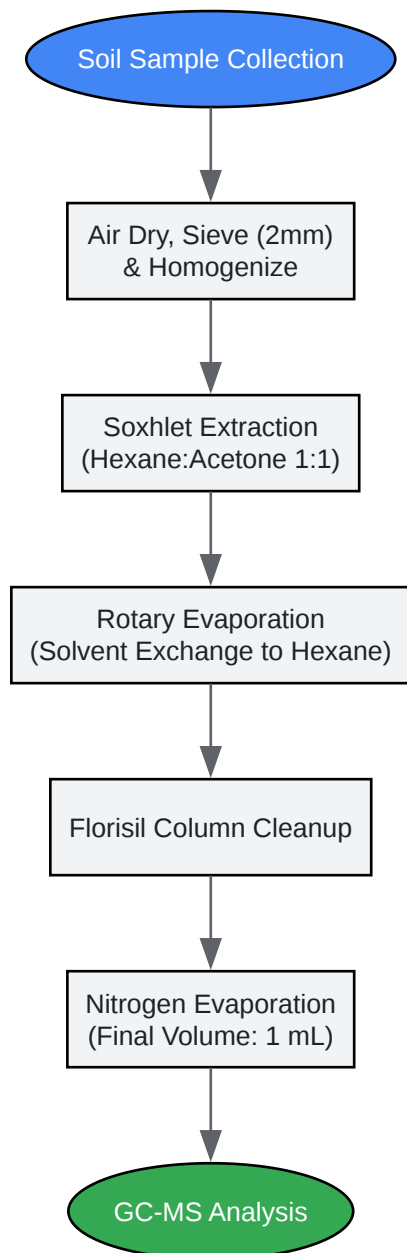 Soil Sample Collection
Air Dry, Sieve (2mm)
& Homogenize
Soxhlet Extraction
(Hexane:Acetone 1:1)
Rotary Evaporation
(Solvent Exchange to Hexane)
Florisil Column Cleanup
Nitrogen Evaporation
(Final Volume: 1 mL)
GC-MS Analysis